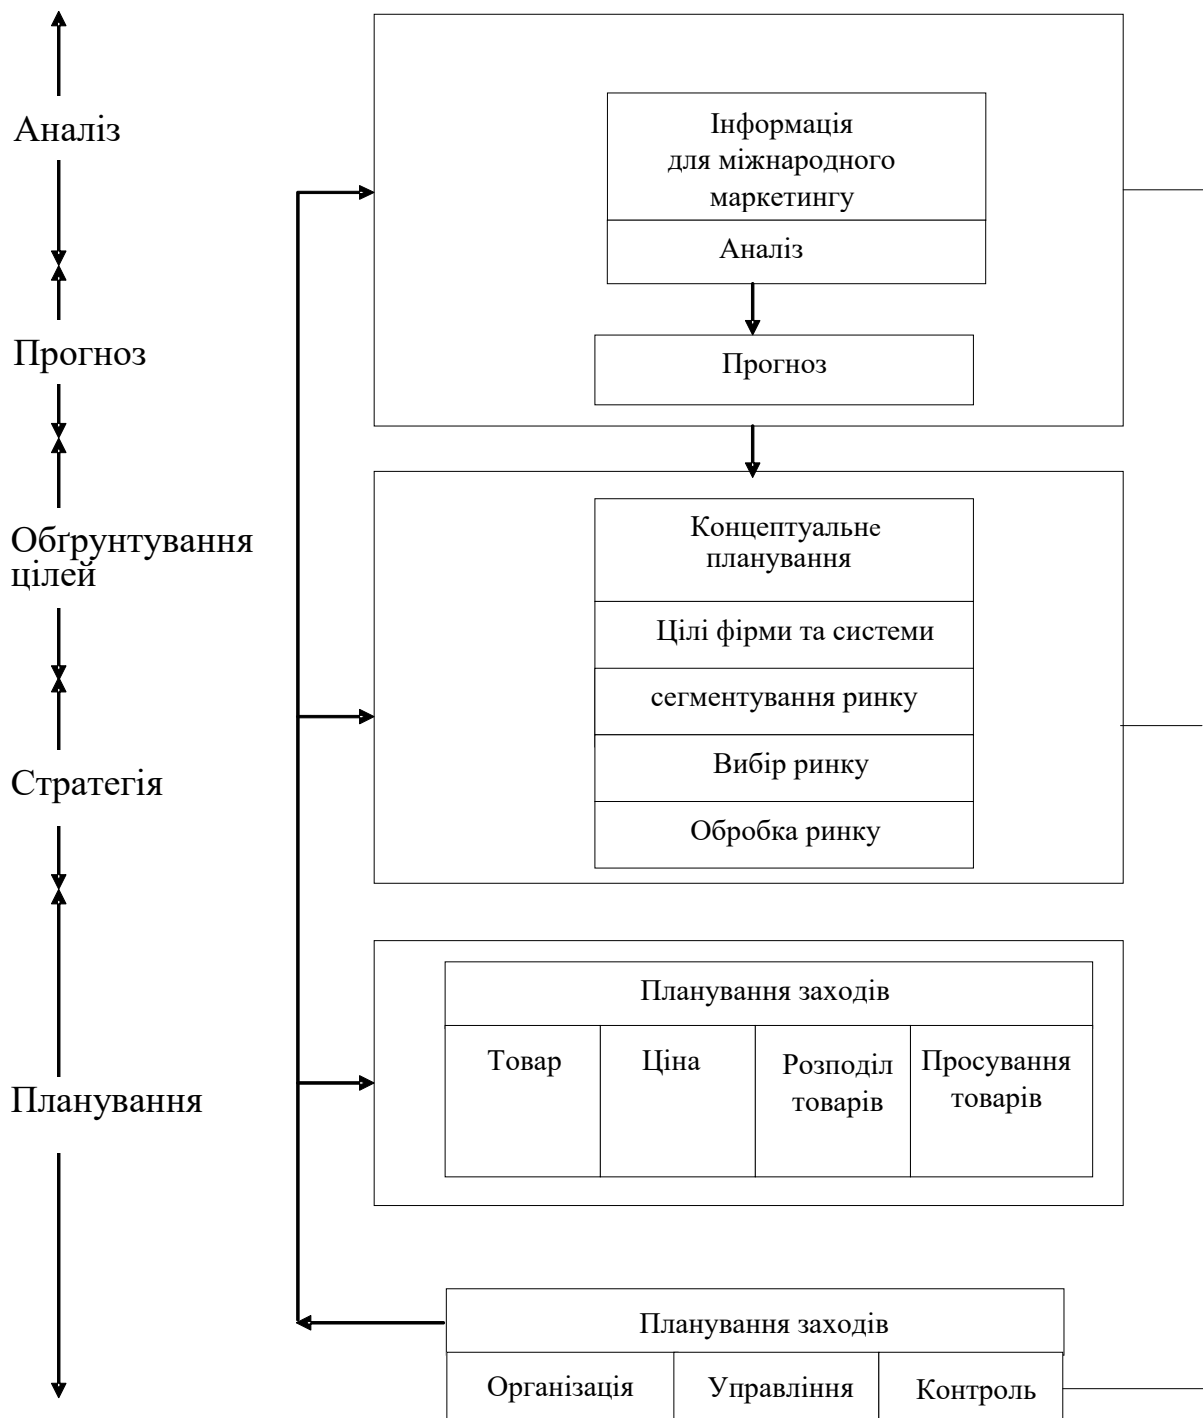 Аналіз
Прогноз
Обґрунтування
цілей
Стратегія
Планування
Інформація
для міжнародного
маркетингу
Аналіз
Прогноз
Концептуальне
планування
Цілі фірми та системи
сегментування ринку
Вибір ринку
Обробка ринку
Планування заходів
Товар
Ціна
Розподіл
товарів
Просування
товарів
Планування заходів
Організація
Управління
Контроль